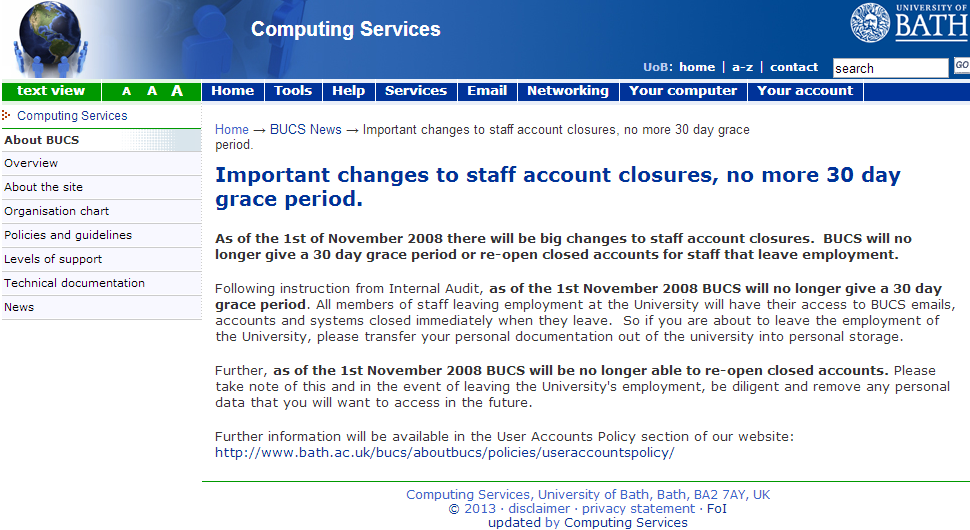 Computing Services
UNIVERSITY OF
BATH
UoB: home | a-z | contact
search
GO
text view
A A A
Home
Tools
Help
Services
Email
Networking
Your computer
Your account
Computing Services
About BUCS
Overview
About the site
Organisation chart
Policies and guidelines
Levels of support
Technical documentation
News
Home → BUCS News → Important changes to staff account closures, no more 30 day grace
period.
Important changes to staff account closures, no more 30 day
grace period.
As of the 1st of November 2008 there will be big changes to staff account closures.  BUCS will no
longer give a 30 day grace period or re-open closed accounts for staff that leave employment.
Following instruction from Internal Audit, as of the 1st November 2008 BUCS will no longer give a 30 day
grace period. All members of staff leaving employment at the University will have their access to BUCS emails,
accounts and systems closed immediately when they leave.  So if you are about to leave the employment of
the University, please transfer your personal documentation out of the university into personal storage.
Further, as of the 1st November 2008 BUCS will be no longer able to re-open closed accounts. Please
take note of this and in the event of leaving the University's employment, be diligent and remove any personal
data that you will want to access in the future.
Further information will be available in the User Accounts Policy section of our website:
http://www.bath.ac.uk/bucs/aboutbucs/policies/useraccountspolicy/
Computing Services, University of Bath, Bath, BA2 7AY, UK
© 2013 · disclaimer · privacy statement · FoI
updated by Computing Services